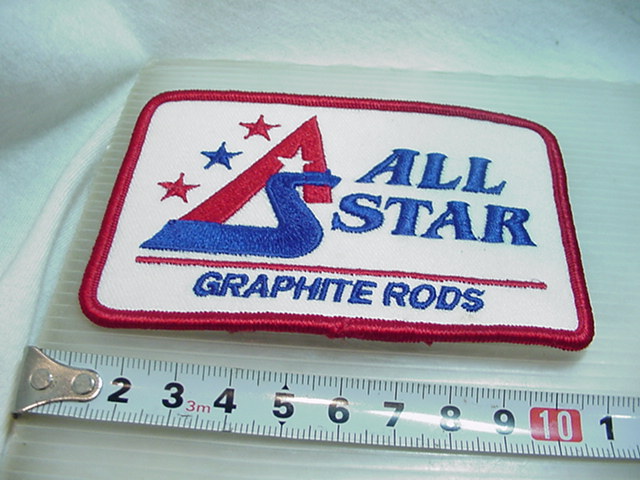 ALL
STAR
GRAPHITE RODS
2 3 3m 4 5 6 7 8 9 10 1